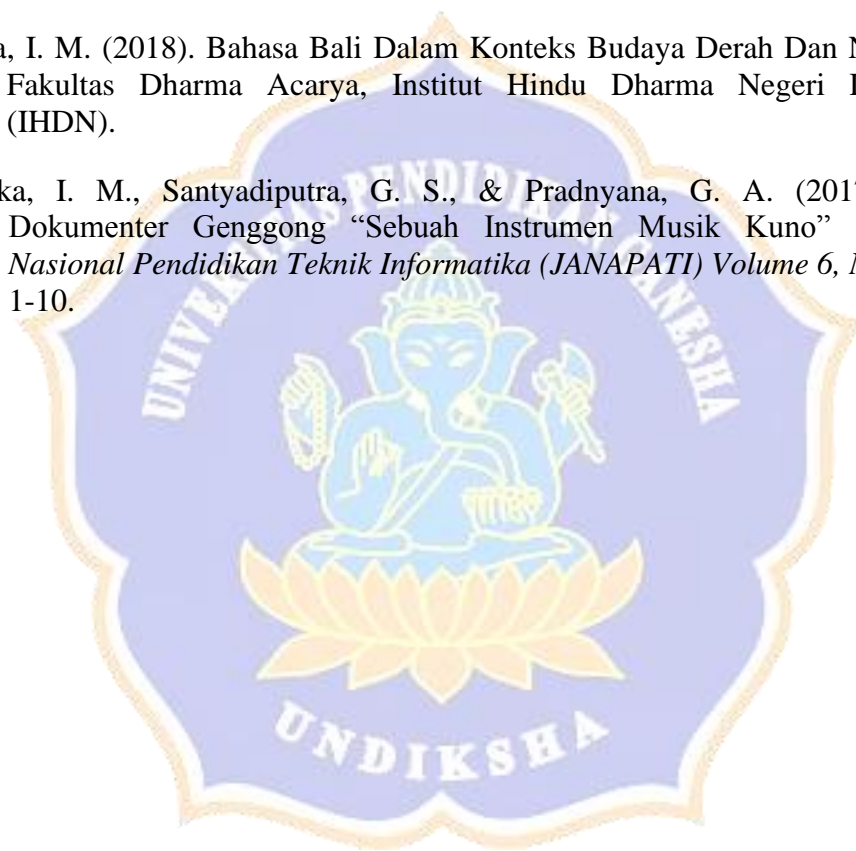 a, I. M. (2018). Bahasa Bali Dalam Konteks Budaya Derah Dan N
Fakultas Dharma Acarya, Institut Hindu Dharma Negeri
(IHDN).
ka, I. M., Santyadiputra, G. S., & Pradnyana, G. A. (2017
Dokumenter Genggong “Sebuah Instrumen Musik Kuno”
Nasional Pendidikan Teknik Informatika (JANAPATI) Volume 6,
1-10.
UNIVERSITAS PENDIDIKAN GANESHA
UNDIKSHA